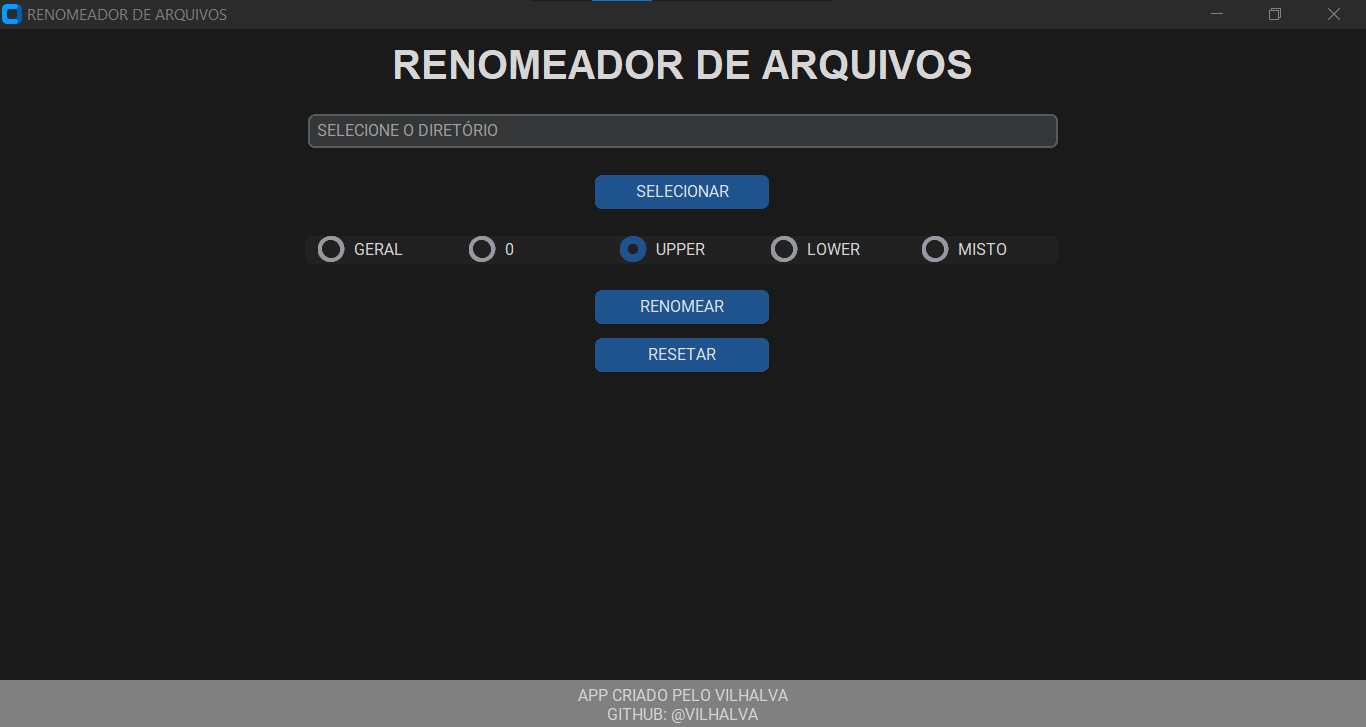 RENOMEADOR DE ARQUIVOS
RENOMEADOR DE ARQUIVOS
SELECIONE O DIRETÓRIO
SELECIONAR
GERAL 0 UPPER LOWER MISTO
RENOMEAR
RESETAR
APP CRIADO PELO VILHALVA
GITHUB: @VILHALVA